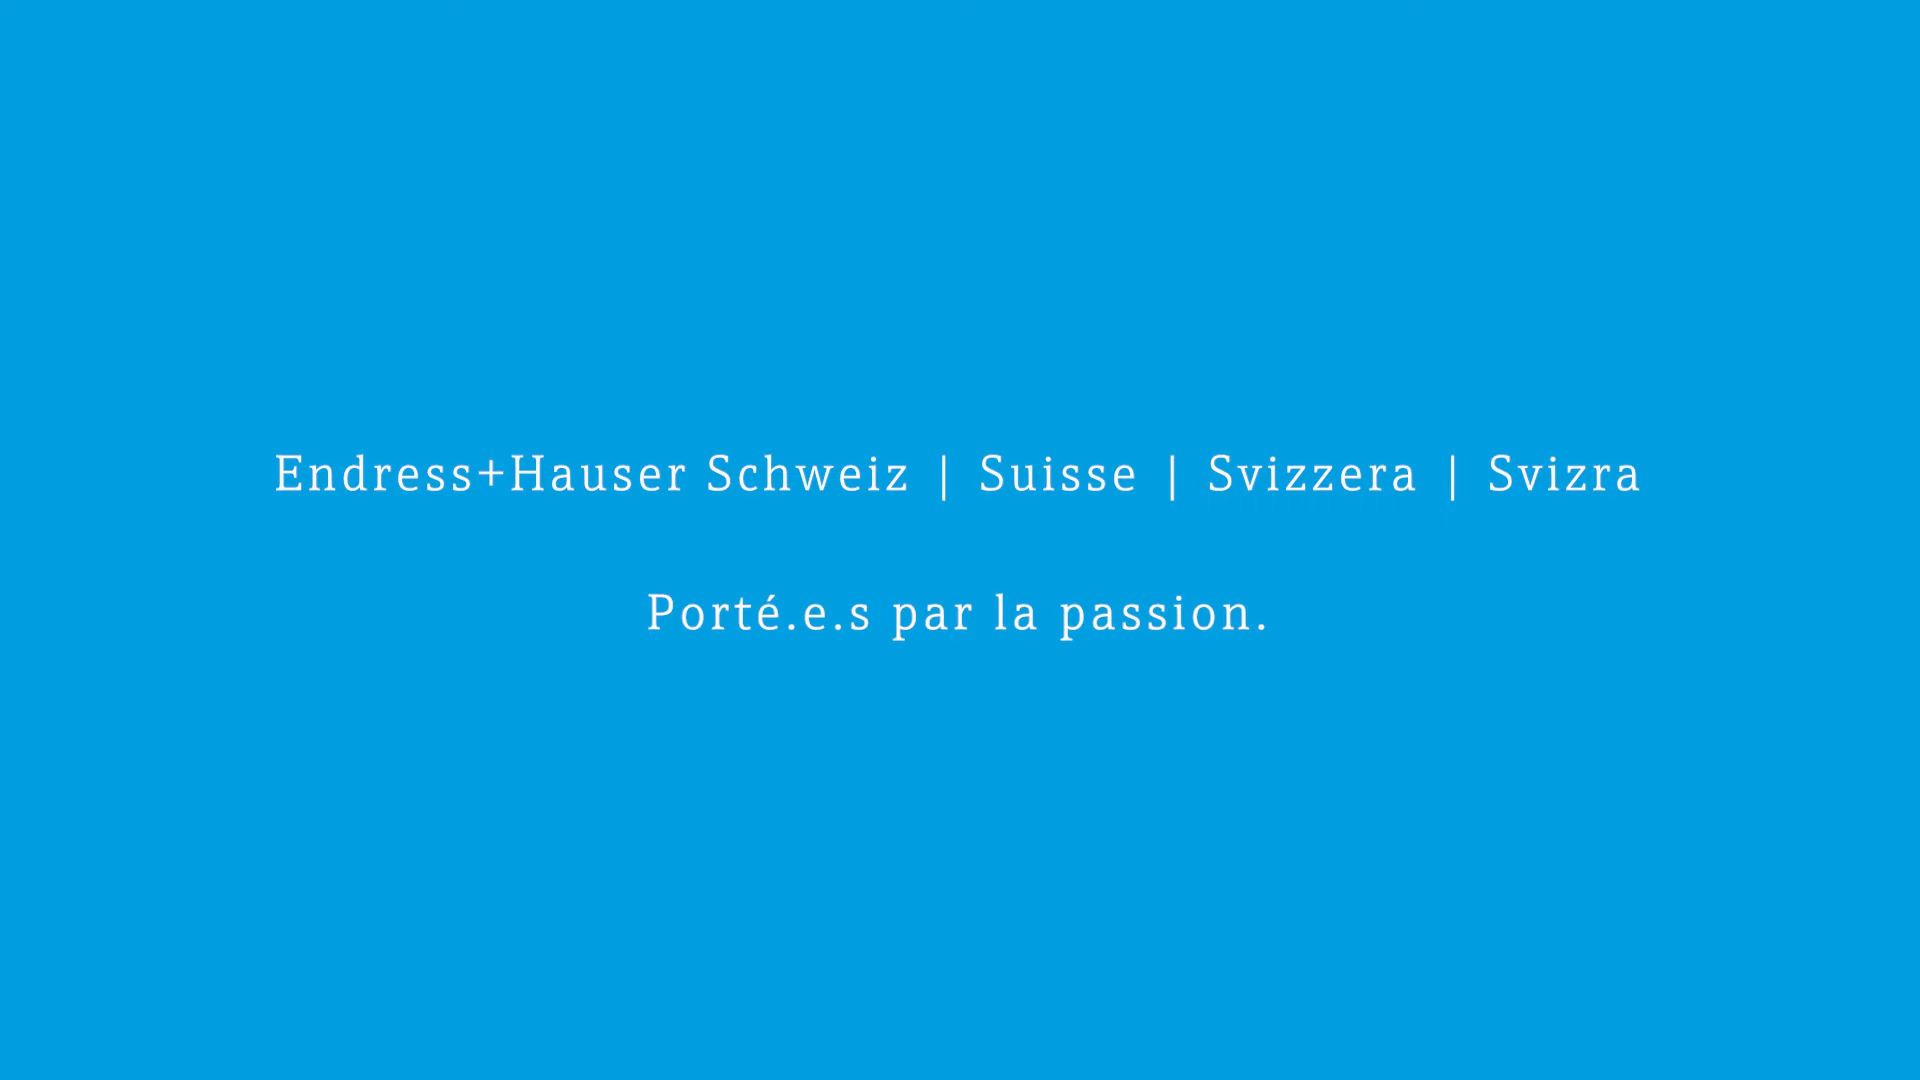 Endress+Hauser Schweiz | Suisse | Svizzera | Svizra
Porté.e.s par la passion.